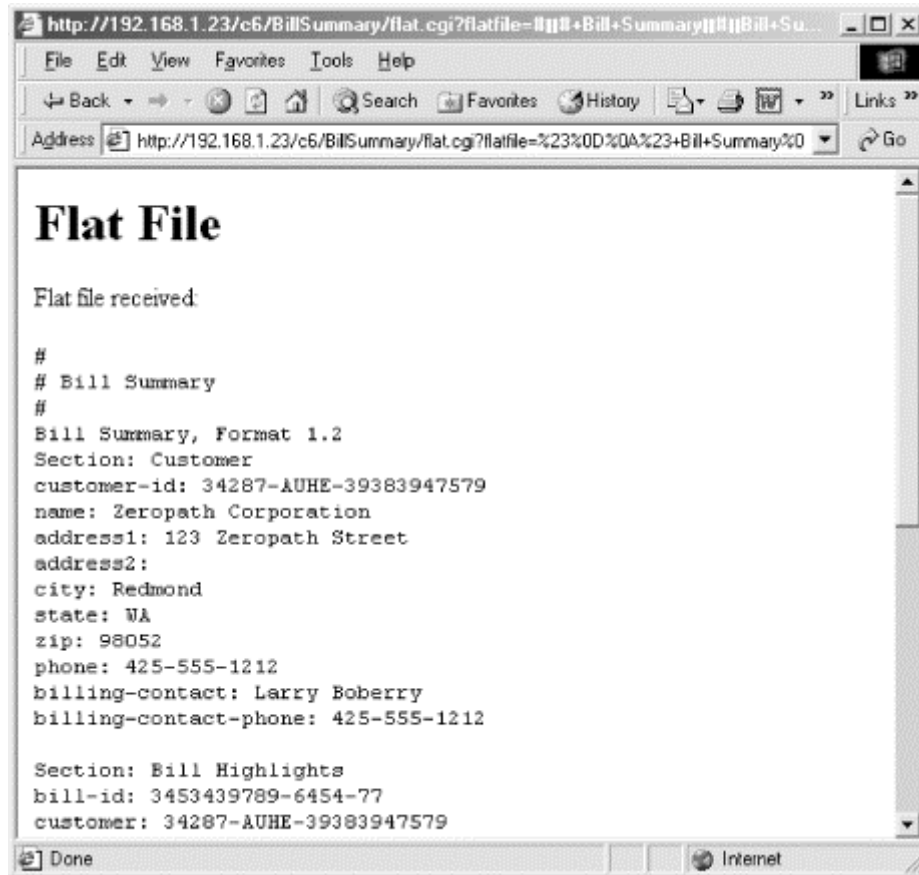 http://192.168.1.23/c6/BillSummary/flat.cgi?flatfile=#||#+Bill+Summary||#||Bill+Su...
File Edit View Favorites Tools Help
Back Search Favorites History Links »
Address http://192.168.1.23/c6/BillSummary/flat.cgi?flatfile=%23%0D%0A%23+Bill+Summary%0 Go
Flat File
Flat file received:
#
# Bill Summary
#
Bill Summary, Format 1.2
Section: Customer
customer-id: 34287-AUHE-39383947579
name: Zeropath Corporation
address1: 123 Zeropath Street
address2:
city: Redmond
state: WA
zip: 98052
phone: 425-555-1212
billing-contact: Larry Boberry
billing-contact-phone: 425-555-1212
Section: Bill Highlights
bill-id: 3453439789-6454-77
customer: 34287-AUHE-39383947579
Done Internet